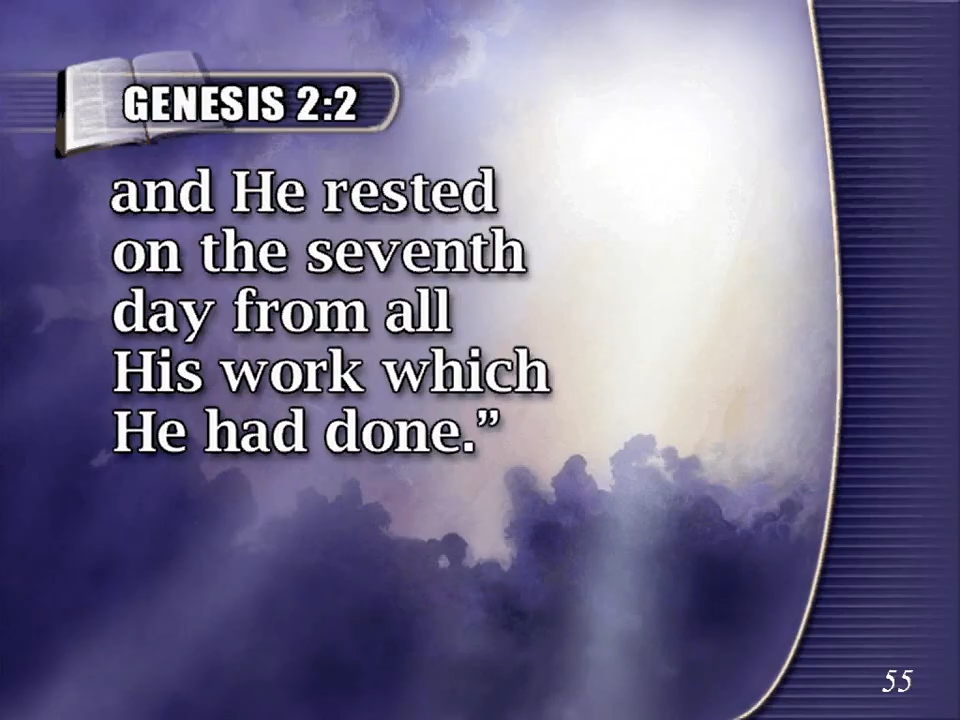 GENESIS 2:2
and He rested
on the seventh
day from all
His work which
He had done.”
55